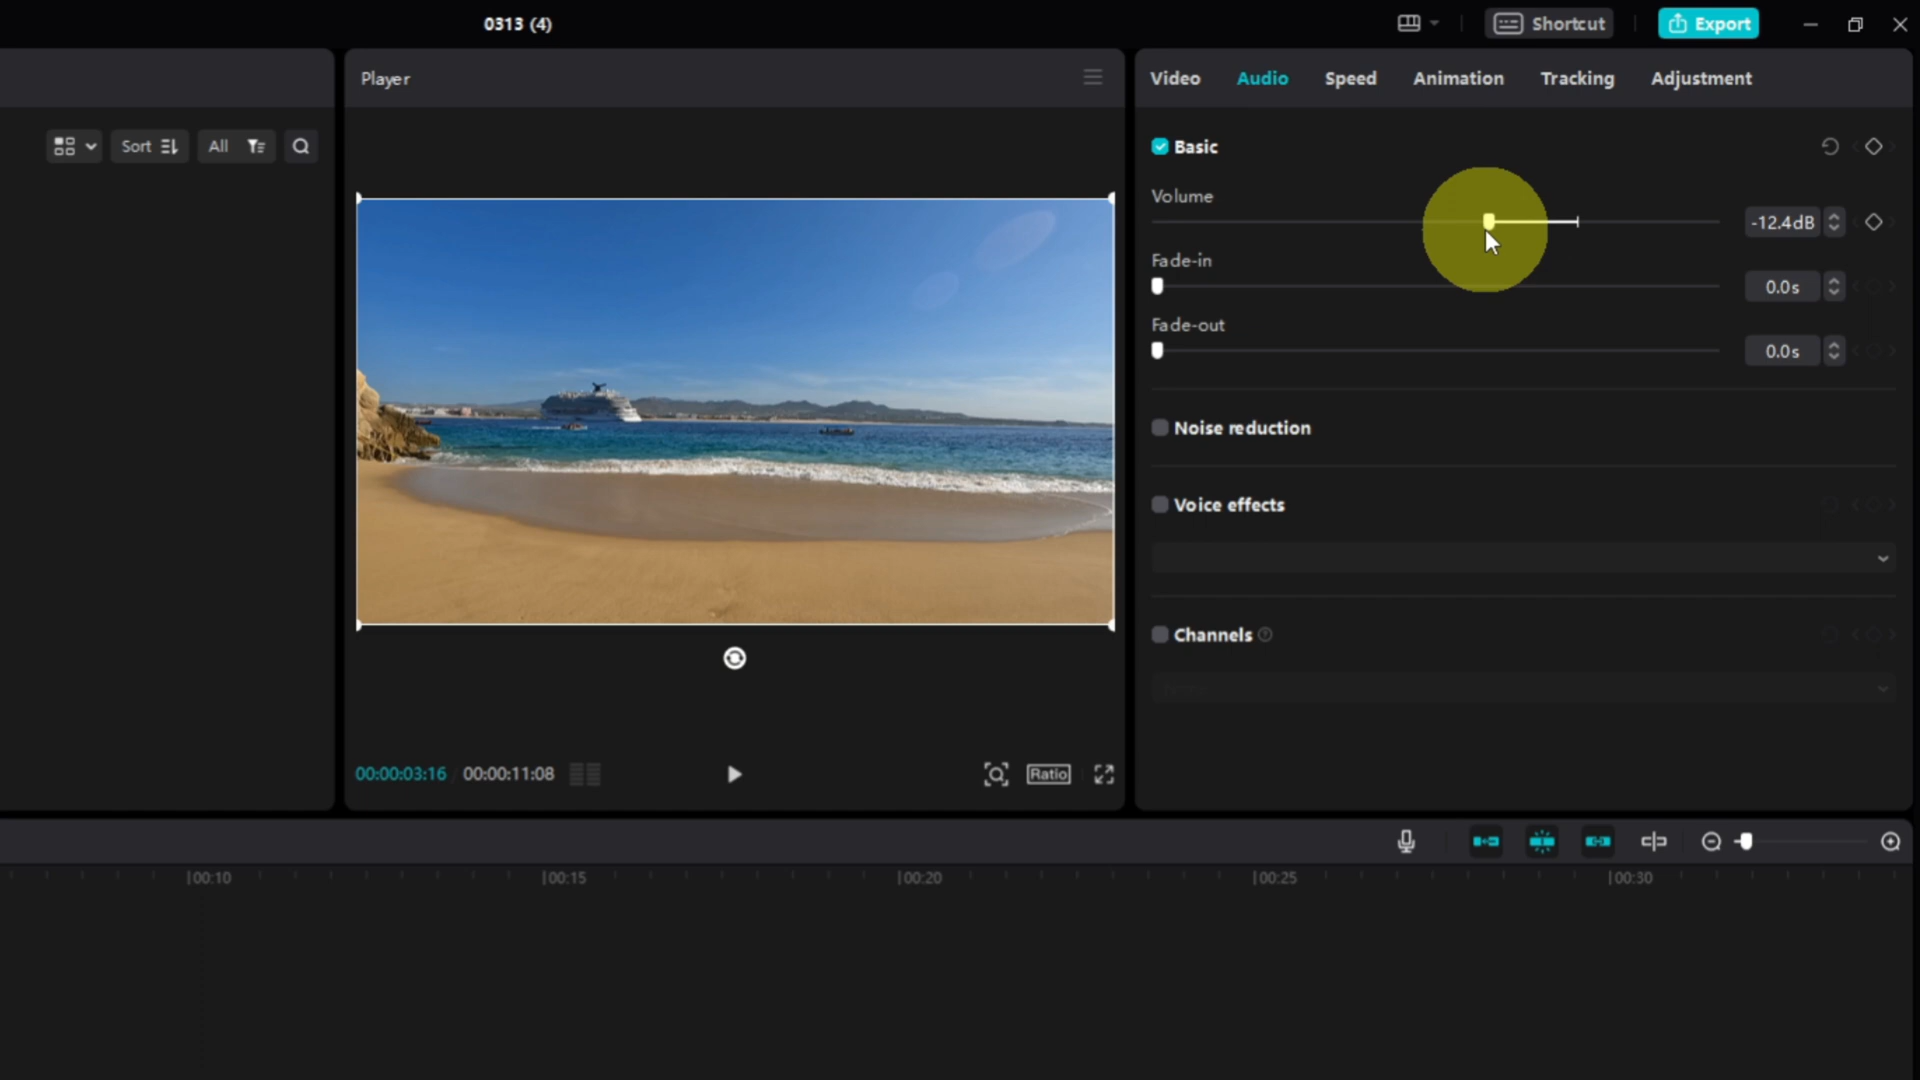 0313 (4)
Shortcut
Export
Player
Video
Audio
Speed
Animation
Tracking
Adjustment
Sort
All
Basic
Volume
-12.4dB
Fade-in
0.0s
Fade-out
0.0s
Noise reduction
Voice effects
Channels
00:00:03:16
00:00:11:08
Ratio
00:10
00:15
00:20
00:25
00:30